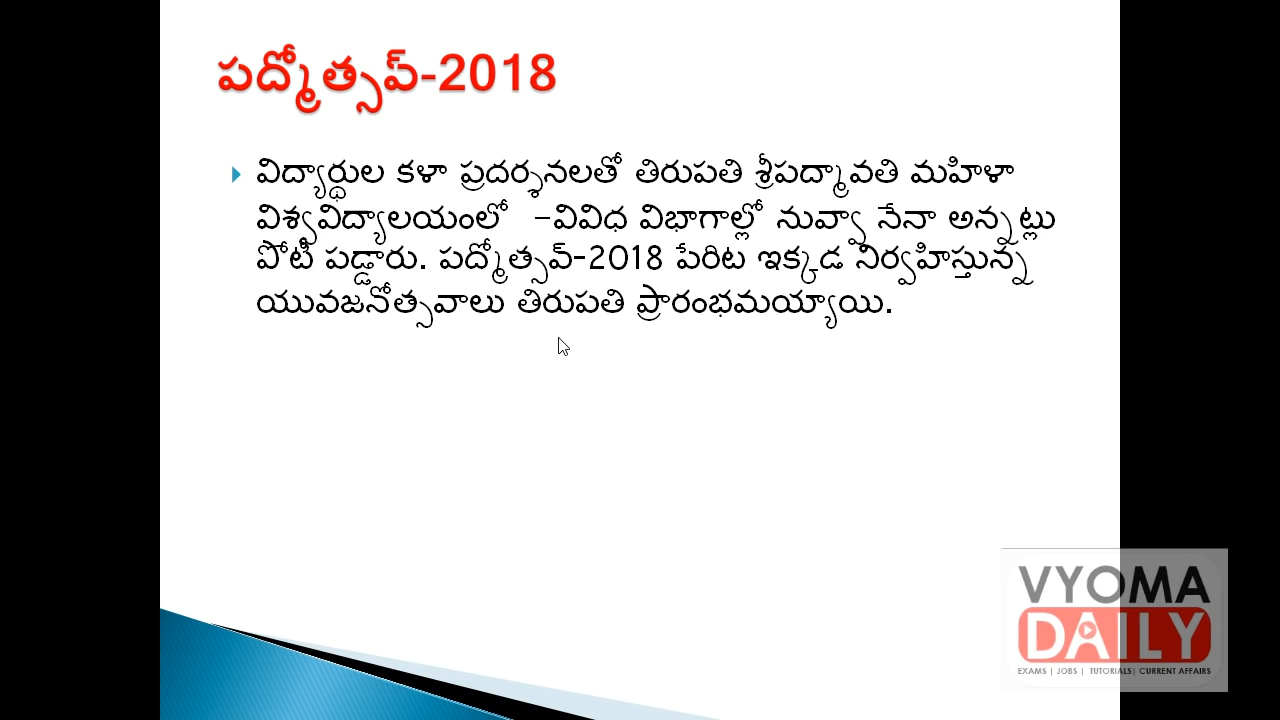 పద్మోత్సవ్-2018
విద్యార్థుల కళా ప్రదర్శనలతో తిరుపతి శ్రీపద్మావతి మహిళా
విశ్వవిద్యాలయంలో –వివిధ విభాగాల్లో నువ్వా నేనా అన్నట్లు
పోటీ పడ్డారు. పద్మోత్సవ్-2018 పేరిట ఇక్కడ నిర్వహిస్తున్న
యువజనోత్సవాలు తిరుపతి ప్రారంభమయ్యాయి.
VYOMA
DAILY
EXAMS | JOBS | TUTORIALS | CURRENT AFFAIRS